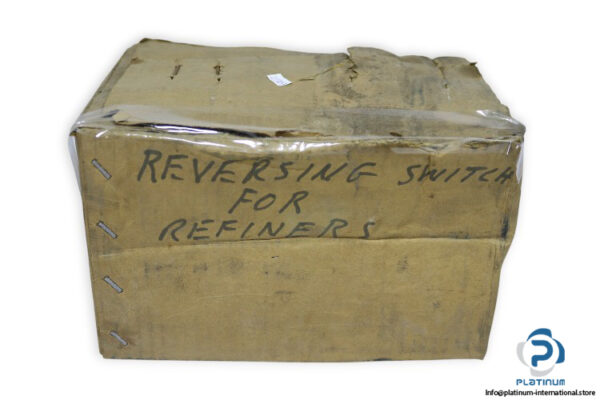 REVERSING SWITCH
FOR
REFINERS
PLATINUM
Info@platinum-international.store